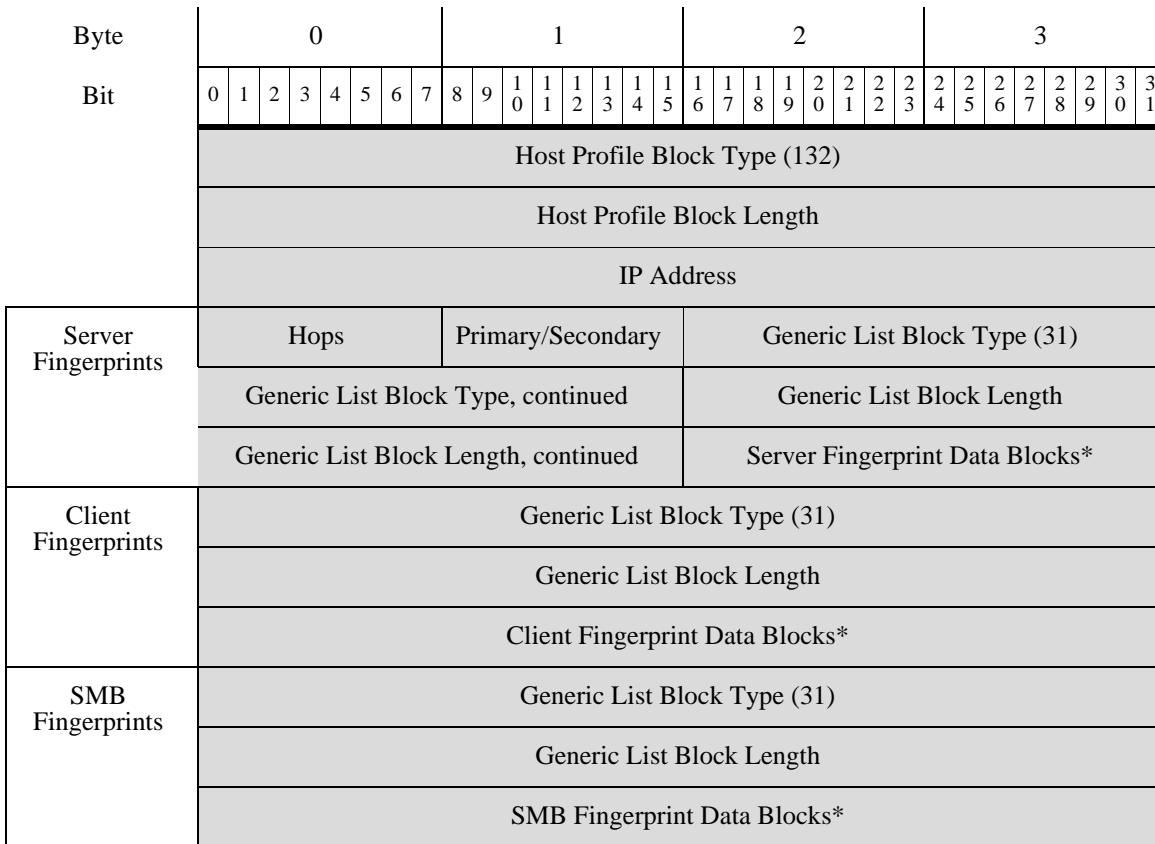 Byte 0 1 2 3
Bit 0 1 2 3 4 5 6 7 8 9 10 11 12 13 14 15 16 17 18 19 20 21 22 23 24 25 26 27 28 29 30 31
Host Profile Block Type (132)
Host Profile Block Length
IP Address
Server Fingerprints
Hops Primary/Secondary Generic List Block Type (31)
Generic List Block Type, continued Generic List Block Length
Generic List Block Length, continued Server Fingerprint Data Blocks*
Client Fingerprints
Generic List Block Type (31)
Generic List Block Length
Client Fingerprint Data Blocks*
SMB Fingerprints
Generic List Block Type (31)
Generic List Block Length
SMB Fingerprint Data Blocks*